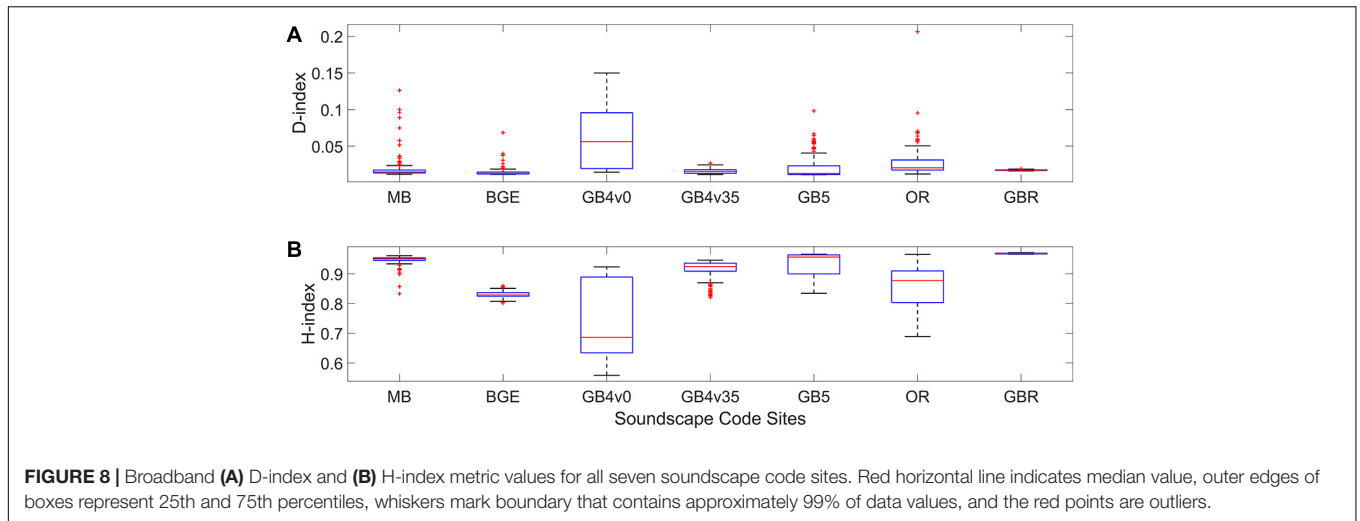 A
0.2
0.15
0.1
0.05
D-index
MB BGE GB4v0 GB4v35 GB5 OR GBR
B
0.9
0.8
0.7
0.6
H-index
MB BGE GB4v0 GB4v35 GB5 OR GBR
Soundscape Code Sites
FIGURE 8 | Broadband (A) D-index and (B) H-index metric values for all seven soundscape code sites. Red horizontal line indicates median value, outer edges of
boxes represent 25th and 75th percentiles, whiskers mark boundary that contains approximately 99% of data values, and the red points are outliers.